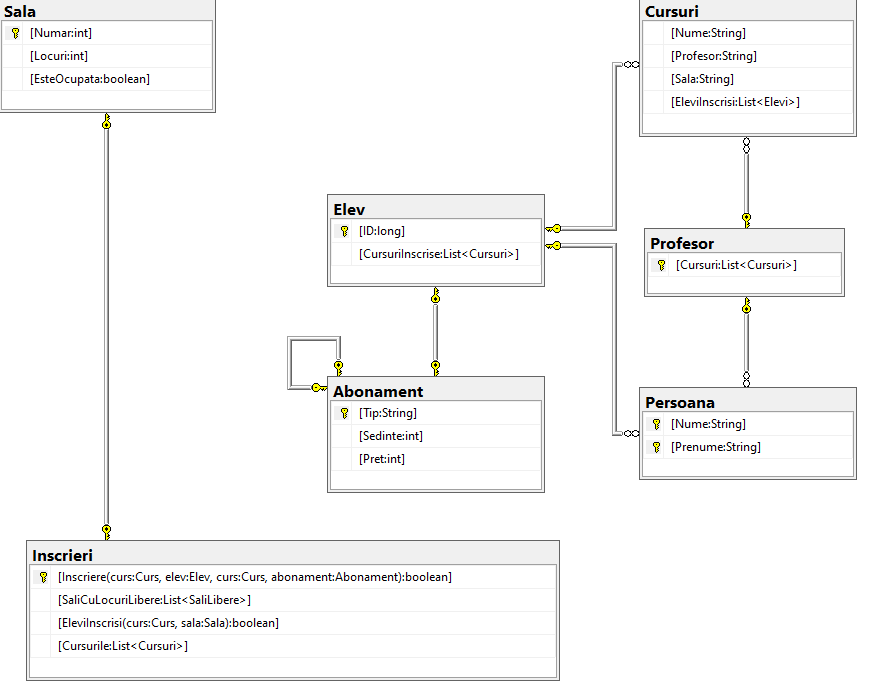 Sala
[Numar:int]
[Locuri:int]
[EsteOcupata:boolean]
Cursuri
[Nume:String]
[Profesor:String]
[Sala:String]
[EleviInscrisi:List<Elevi>]
Elev
[ID:long]
[CursuriInscrise:List<Cursuri>]
Profesor
[Cursuri:List<Cursuri>]
Abonament
[Tip:String]
[Sedinte:int]
[Pret:int]
Persoana
[Nume:String]
[Prenume:String]
Inscrieri
[Inscriere(curs:Curs, elev:Elev, curs:Curs, abonament:Abonament):boolean]
[SaliCuLocuriLibere:List<SaliLibere>]
[EleviInscrisi(curs:Curs, sala:Sala):boolean]
[Cursurile:List<Cursuri>]